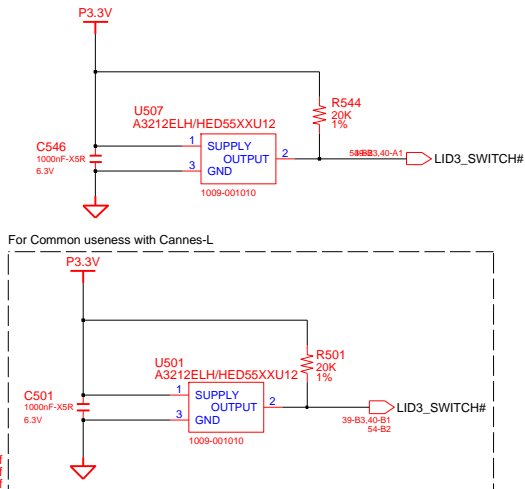 P3.3V
R544
20K
1%
U507
A3212ELH/HED55XXU12
C546
1000nF-X5R
6.3V
1 SUPPLY
OUTPUT 2
3 GND
1009-001010
LID3_SWITCH#
For Common useness with Cannes-L
P3.3V
R501
20K
1%
U501
A3212ELH/HED55XXU12
C501
1000nF-X5R
6.3V
1 SUPPLY
OUTPUT 2
3 GND
1009-001010
LID3_SWITCH#
39-B3,40-B1
54-B2
f
f
f